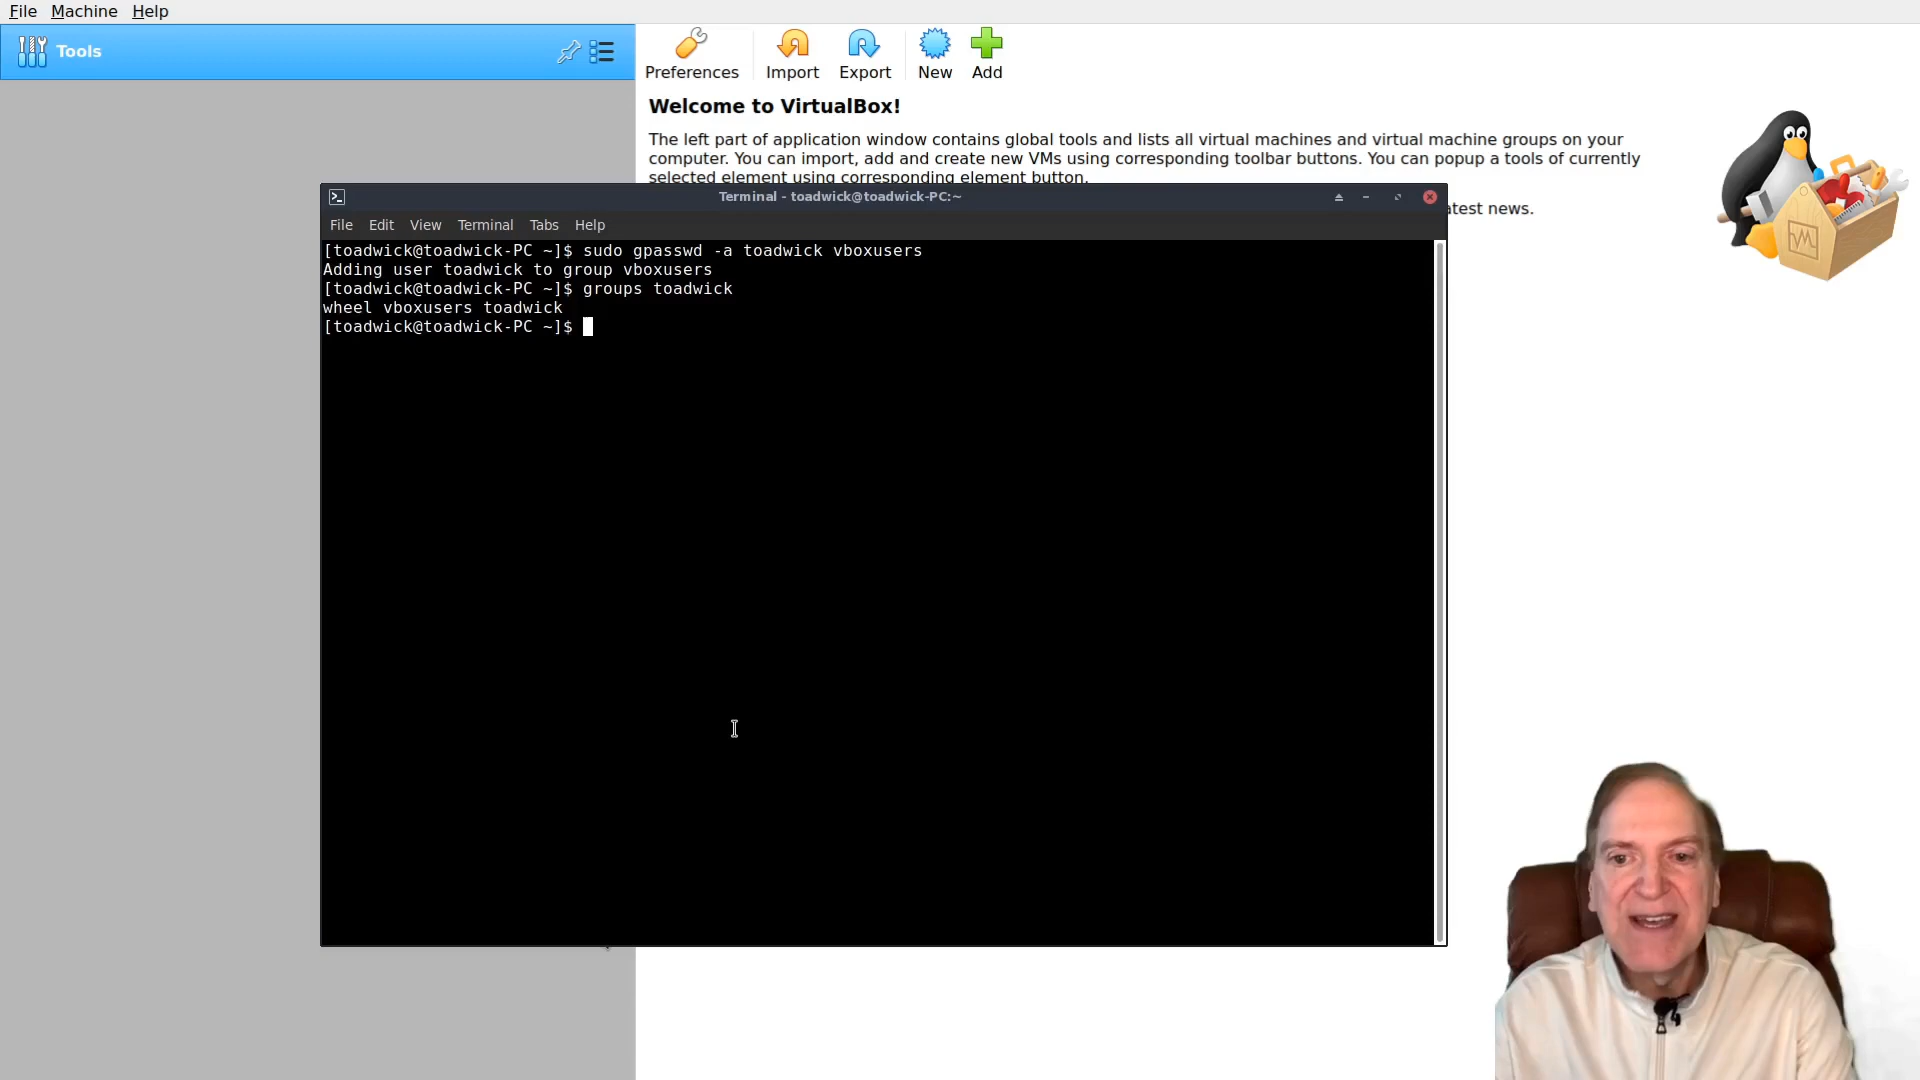 File Machine Help
Tools
Preferences Import Export New Add
Welcome to VirtualBox!
The left part of application window contains global tools and lists all virtual machines and virtual machine groups on your
computer. You can import, add and create new VMs using corresponding toolbar buttons. You can popup a tools of currently
selected element using corresponding element button.
atest news.
Terminal - toadwick@toadwick-PC:~
File Edit View Terminal Tabs Help
[toadwick@toadwick-PC ~]$ sudo gpasswd -a toadwick vboxusers
Adding user toadwick to group vboxusers
[toadwick@toadwick-PC ~]$ groups toadwick
wheel vboxusers toadwick
[toadwick@toadwick-PC ~]$